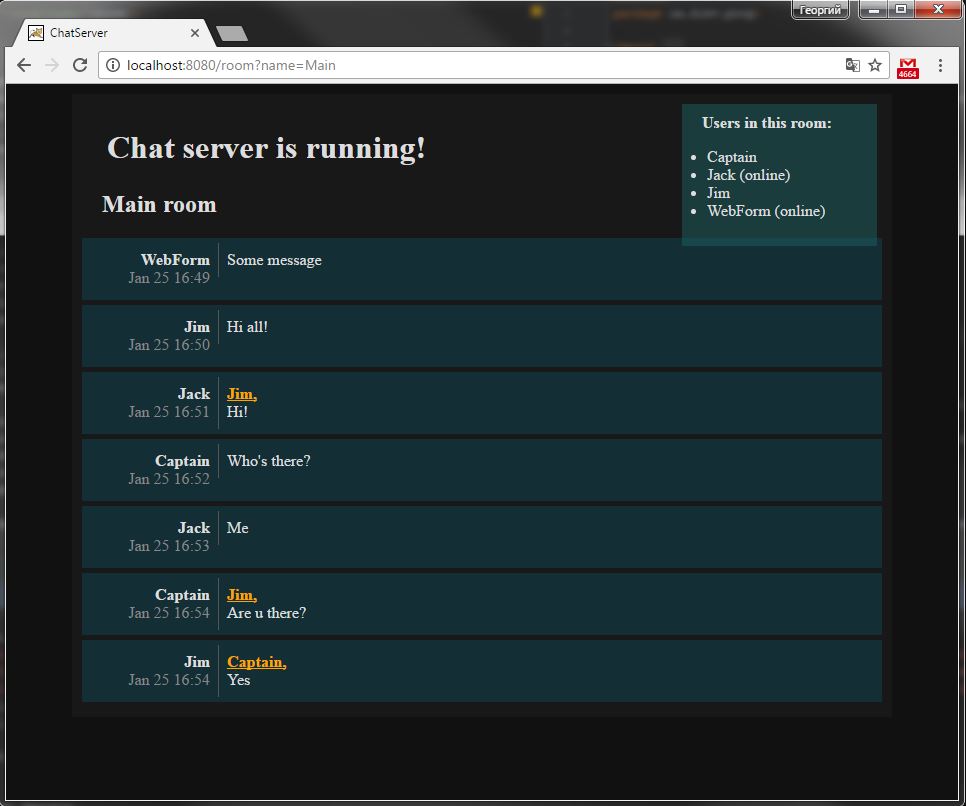 Георгий
ChatServer
localhost:8080/room?name=Main
4664
Chat server is running!
Main room
Users in this room:
Captain
Jack (online)
Jim
WebForm (online)
WebForm Some message
Jan 25 16:49
Jim Hi all!
Jan 25 16:50
Jack Jim,
Jan 25 16:51 Hi!
Captain Who's there?
Jan 25 16:52
Jack Me
Jan 25 16:53
Captain Jim,
Jan 25 16:54 Are u there?
Jim Captain,
Jan 25 16:54 Yes